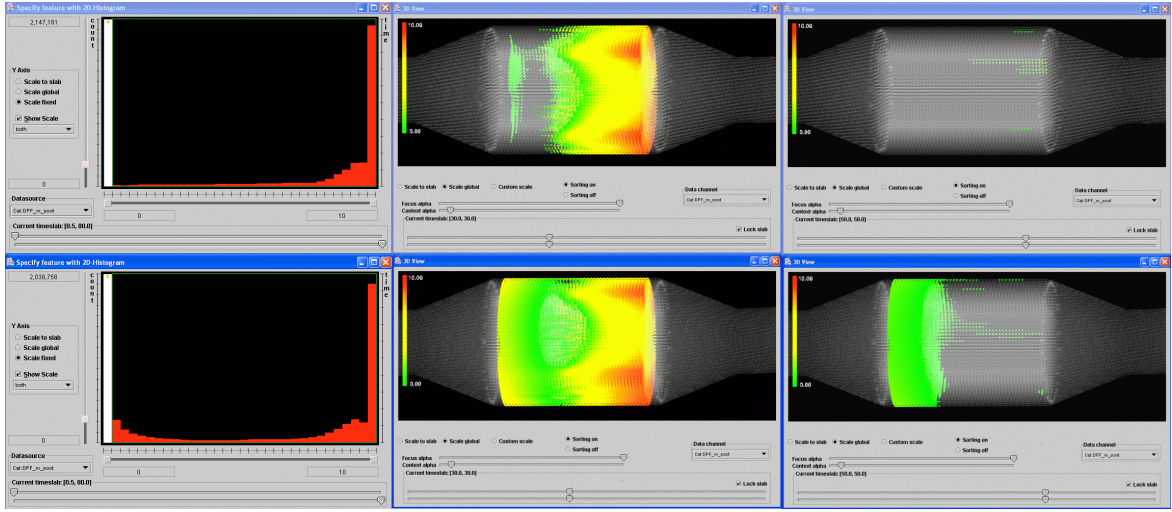 Specify feature with 2D-Histogram
2,147,181
count
time
Y Axis
Scale to slab
Scale global
Scale fixed
Show Scale
both
0
Datasource
Cat:DPF_m_soot
0
10
Current timeslab: [0.5, 80.0]
3D View
10.00
5.00
Scale to slab
Scale global
Custom scale
Sorting on
Sorting off
Data channel
Cat:DPF_m_soot
Focus alpha
Context alpha
Current timeslab: [30.0, 30.0]
Lock slab
3D View
10.00
5.00
Scale to slab
Scale global
Custom scale
Sorting on
Sorting off
Data channel
Cat:DPF_m_soot
Focus alpha
Context alpha
Current timeslab: [50.0, 50.0]
Lock slab
Specify feature with 2D-Histogram
2,038,758
count
time
Y Axis
Scale to slab
Scale global
Scale fixed
Show Scale
both
0
Datasource
Cat:DPF_m_soot
0
10
Current timeslab: [0.5, 80.0]
3D View
10.00
0.00
Scale to slab
Scale global
Custom scale
Sorting on
Sorting off
Data channel
Cat:DPF_m_soot
Focus alpha
Context alpha
Current timeslab: [30.0, 30.0]
Lock slab
3D View
10.00
0.00
Scale to slab
Scale global
Custom scale
Sorting on
Sorting off
Data channel
Cat:DPF_m_soot
Focus alpha
Context alpha
Current timeslab: [50.0, 50.0]
Lock slab